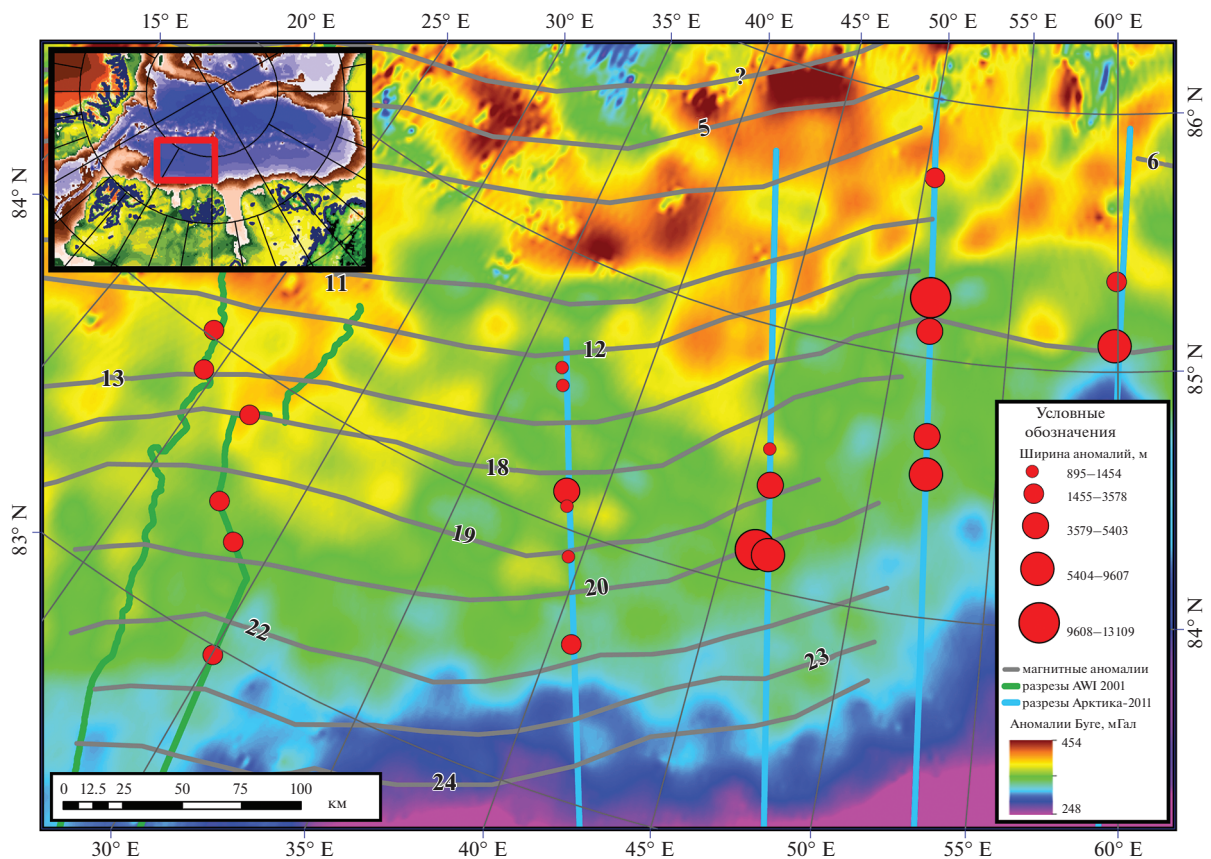 15° E 20° E 25° E 30° E 40° E 45° E 50° E 55° E 60° E
84° N
83° N
86° N
85° N
84° N
?
5
6
11
12
13
18
19
20
22
23
24
Условные
обозначения
Ширина аномалий, м
895–1454
1455–3578
3579–5403
5404–9607
9608–13109
магнитные аномалии
разрезы AWI 2001
разрезы Арктика-2011
Аномалии Буге, мГал
454
248
0 12.5 25 50 75 100
км
30° E 35° E 40° E 45° E 50° E 55° E 60° E